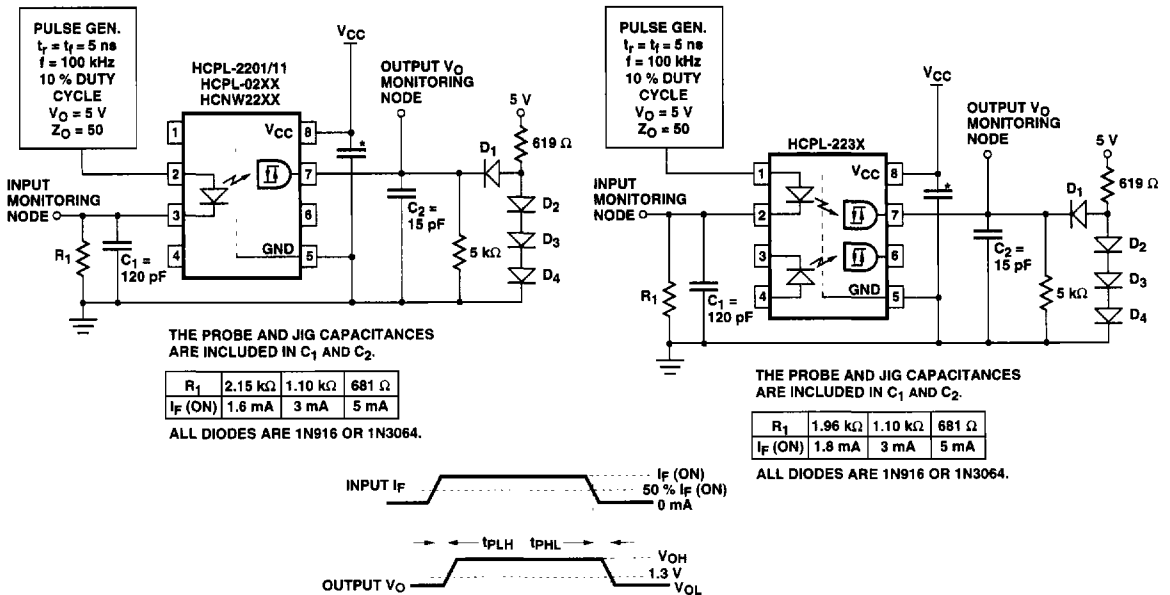 PULSE GEN.
tr = tf = 5 ns
f = 100 kHz
10 % DUTY
CYCLE
VO = 5 V
ZO = 50
HCPL-2201/11
HCPL-02XX
HCNW22XX
VCC
OUTPUT VO
MONITORING
NODE
5 V
619 Ω
D1
1
VCC
8
*
2
7
INPUT
MONITORING
NODE
3
6
C2 =
15 pF
D2
D3
D4
5 kΩ
R1
C1 =
120 pF
4
GND
5
THE PROBE AND JIG CAPACITANCES
ARE INCLUDED IN C1 AND C2.
R1 2.15 kΩ 1.10 kΩ 681 Ω
IF (ON) 1.6 mA 3 mA 5 mA
ALL DIODES ARE 1N916 OR 1N3064.
PULSE GEN.
tr = tf = 5 ns
f = 100 kHz
10 % DUTY
CYCLE
VO = 5 V
ZO = 50
HCPL-223X
VCC
OUTPUT VO
MONITORING
NODE
5 V
619 Ω
D1
1
VCC
8
*
INPUT
MONITORING
NODE
2
7
3
6
C2 =
15 pF
D2
D3
D4
5 kΩ
R1
C1 =
120 pF
4
GND
5
THE PROBE AND JIG CAPACITANCES
ARE INCLUDED IN C1 AND C2.
R1 1.96 kΩ 1.10 kΩ 681 Ω
IF (ON) 1.8 mA 3 mA 5 mA
ALL DIODES ARE 1N916 OR 1N3064.
INPUT IF
IF (ON)
50 % IF (ON)
0 mA
tPLH tPHL
OUTPUT VO
VOH
1.3 V
VOL